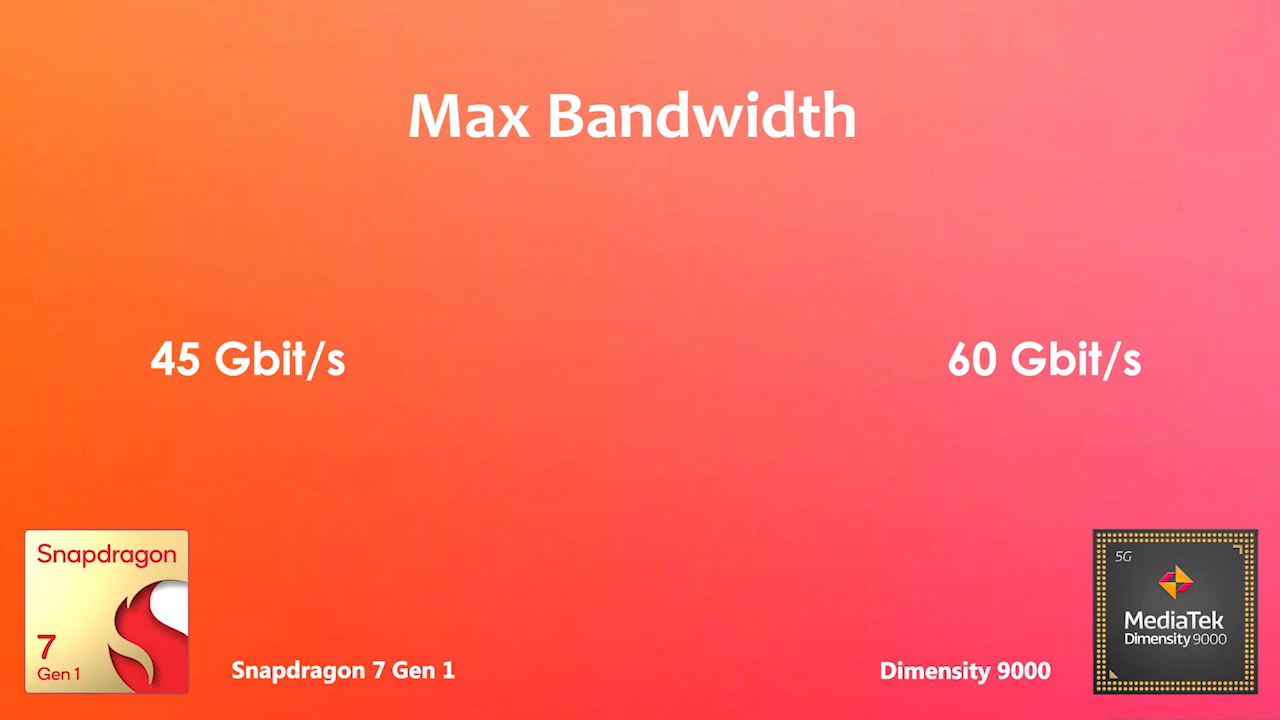 Max Bandwidth
45 Gbit/s
60 Gbit/s
Snapdragon
7
Gen 1
Snapdragon 7 Gen 1
Dimensity 9000
5G
MediaTek
Dimensity 9000